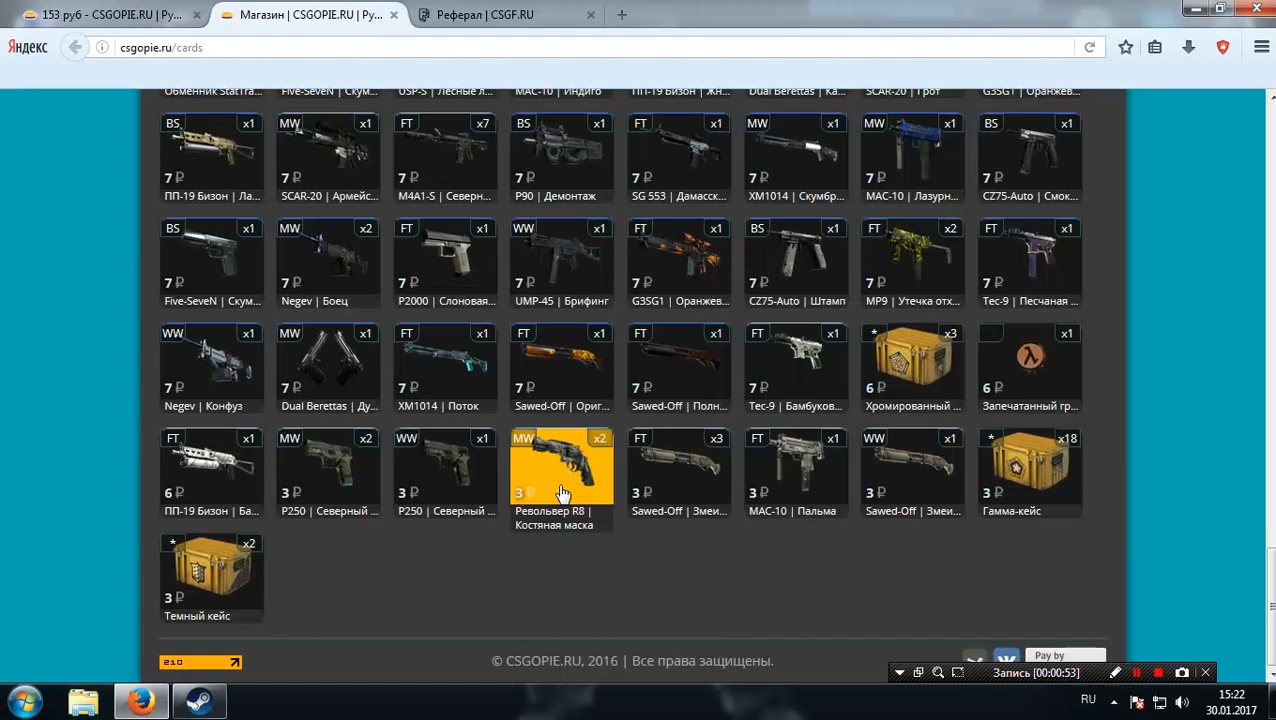 153 руб - CSGOPIE.RU | Ру...
Магазин | CSGOPIE.RU | Ру...
Реферал | CSGF.RU
Яндекс
csgopie.ru/cards
Обменник StatTra...
Five-SeveN | Скум...
USP-S | Лесные л...
MAC-10 | Индиго
ПП-19 Бизон | Жн...
Dual Berettas | Ка...
SCAR-20 | Грот
G3SG1 | Оранжев...
BS x1 MW x1 FT x7 BS x1 FT x1 MW x1 MW x1 BS x1
7 ₽ 7 ₽ 7 ₽ 7 ₽ 7 ₽ 7 ₽ 7 ₽ 7 ₽
ПП-19 Бизон | Ла... SCAR-20 | Армейс... M4A1-S | Северн... P90 | Демонтаж SG 553 | Дамасск... XM1014 | Скумбр... MAC-10 | Лазурн... CZ75-Auto | Смок...
BS x1 MW x2 FT x1 WW x1 FT x1 BS x1 FT x2 FT x1
7 ₽ 7 ₽ 7 ₽ 7 ₽ 7 ₽ 7 ₽ 7 ₽ 7 ₽
Five-SeveN | Скум... Negev | Боец P2000 | Слоновая... UMP-45 | Брифинг G3SG1 | Оранжев... CZ75-Auto | Штамп MP9 | Утечка отх... Tec-9 | Песчаная ...
WW x1 MW x1 FT x1 FT x1 FT x1 FT x1 * x3 x1
7 ₽ 7 ₽ 7 ₽ 7 ₽ 7 ₽ 7 ₽ 6 ₽ 6 ₽
Negev | Конфуз Dual Berettas | Ду... XM1014 | Поток Sawed-Off | Ориг... Sawed-Off | Полн... Tec-9 | Бамбуков... Хромированный ... Запечатанный гр...
FT x1 MW x2 WW x1 MW x2 FT x3 FT x1 WW x1 * x18
6 ₽ 3 ₽ 3 ₽ 3 ₽ 3 ₽ 3 ₽ 3 ₽ 3 ₽
ПП-19 Бизон | Ба... P250 | Северный ... P250 | Северный ... Револьвер R8 | Sawed-Off | Змеи... MAC-10 | Пальма Sawed-Off | Змеи... Гамма-кейс
Костяная маска
* x2
3 ₽
Темный кейс
210
© CSGOPIE.RU, 2016 | Все права защищены.
Pay by
Запись [00:00:53]
RU
15:22
30.01.2017